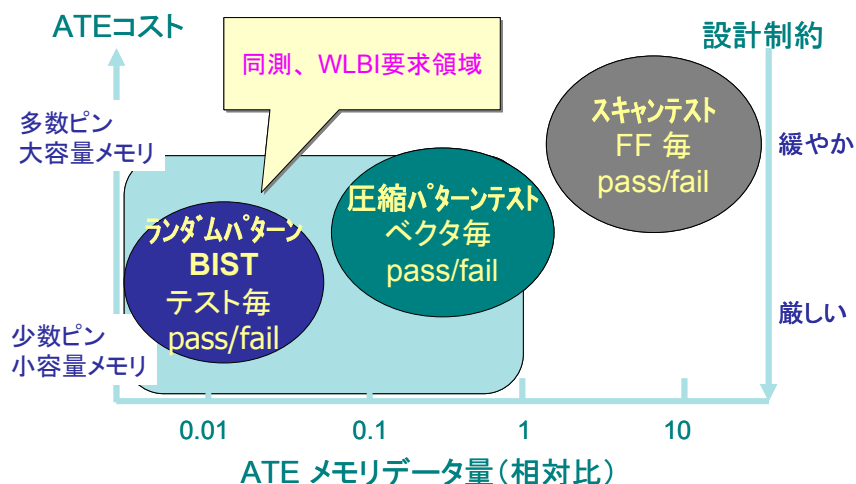 ATEコスト
設計制約
同測、WLBI要求領域
多数ピン
大容量メモリ
スキャンテスト
FF 毎
pass/fail
緩やか
圧縮パターンテスト
ベクタ毎
pass/fail
ランダムパターン
BIST
テスト毎
pass/fail
厳しい
少数ピン
小容量メモリ
0.01
0.1
1
10
ATE メモリデータ量(相対比)